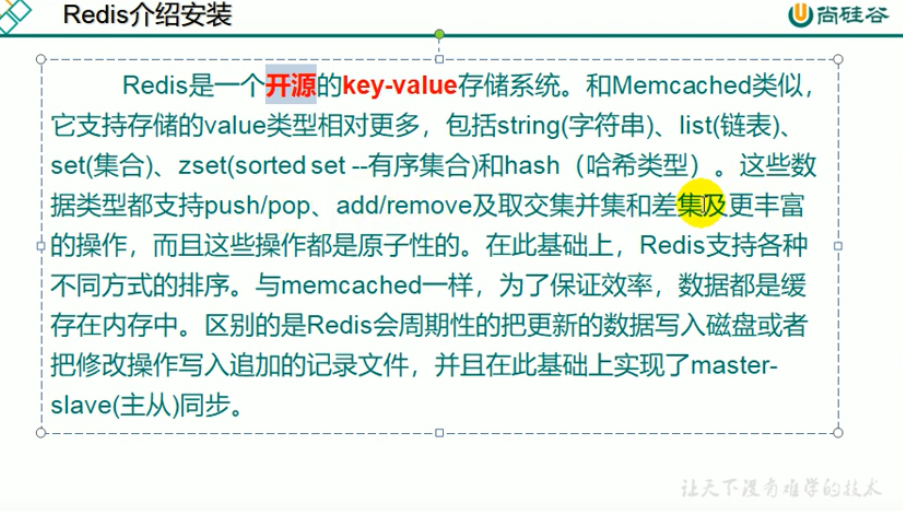 Redis介绍安装
尚硅谷
Redis是一个开源的key-value存储系统。和Memcached类似，
它支持存储的value类型相对更多，包括string(字符串)、list(链表)、
set(集合)、zset(sorted set --有序集合)和hash（哈希类型）。这些数
据类型都支持push/pop、add/remove及取交集并集和差集及更丰富
的操作，而且这些操作都是原子性的。在此基础上，Redis支持各种
不同方式的排序。与memcached一样，为了保证效率，数据都是缓
存在内存中。区别的是Redis会周期性的把更新的数据写入磁盘或者
把修改操作写入追加的记录文件，并且在此基础上实现了master-
slave(主从)同步。
让天下没有难学的技术